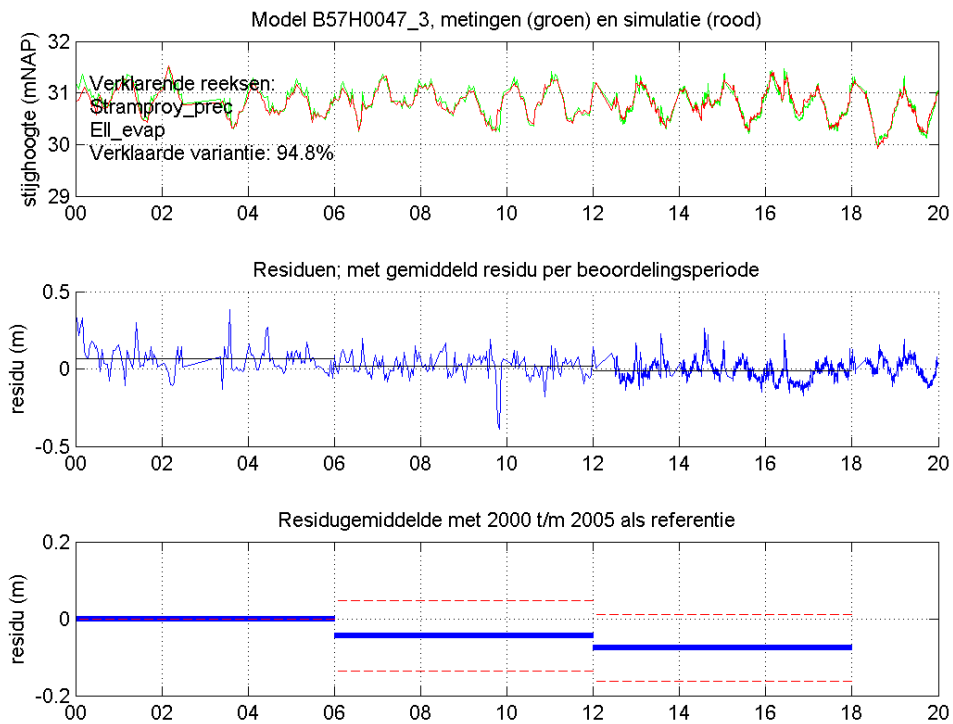 Model B57H0047_3, metingen (groen) en simulatie (rood)
stijghoogte (mNAP)
32
31
30
29
Verklarende reeksen:
Stramproy_prec
Ell_evap
Verklaarde variantie: 94.8%
00 02 04 06 08 10 12 14 16 18 20
Residuen; met gemiddeld residu per beoordelingsperiode
residu (m)
0.5
0
-0.5
00 02 04 06 08 10 12 14 16 18 20
Residugemiddelde met 2000 t/m 2005 als referentie
residu (m)
0.2
0
-0.2
00 02 04 06 08 10 12 14 16 18 20